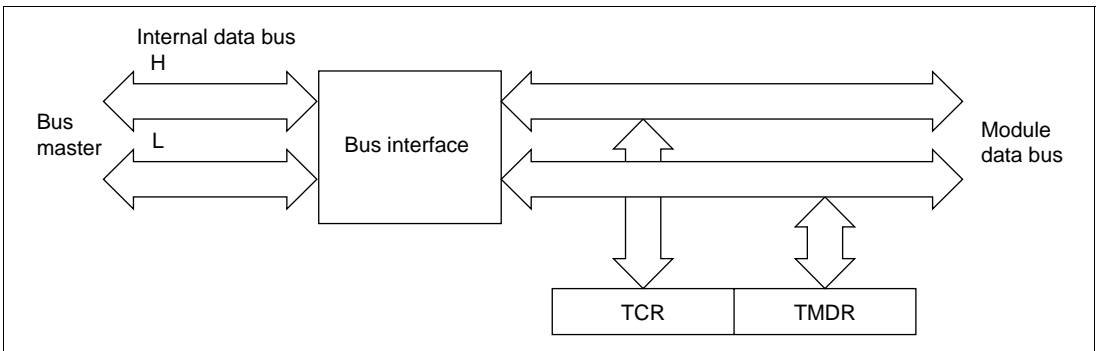 Internal data bus
H
Bus
master
L
Bus interface
Module
data bus
TCR
TMDR